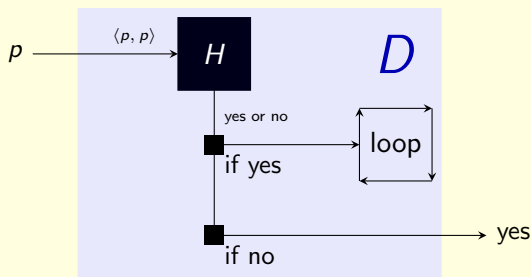 p
⟨p, p⟩
H
D
yes or no
loop
if yes
yes
if no